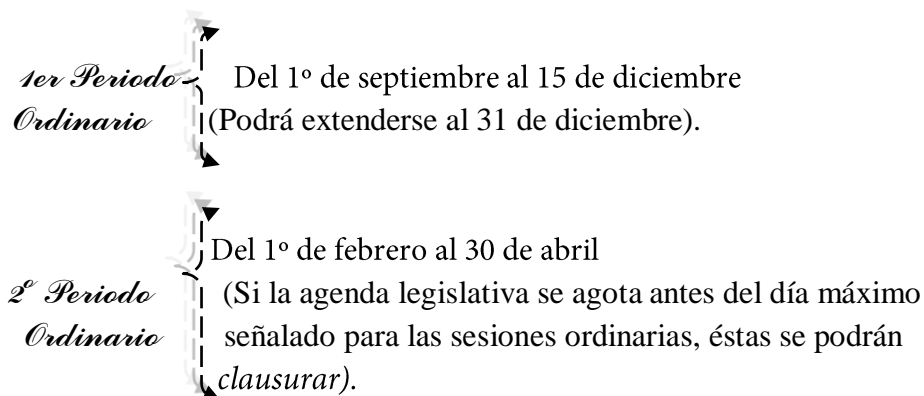 1er Periodo
Ordinario
Del 1º de septiembre al 15 de diciembre
(Podrá extenderse al 31 de diciembre).
2º Periodo
Ordinario
Del 1º de febrero al 30 de abril
(Si la agenda legislativa se agota antes del día máximo
señalado para las sesiones ordinarias, éstas se podrán
clausurar).